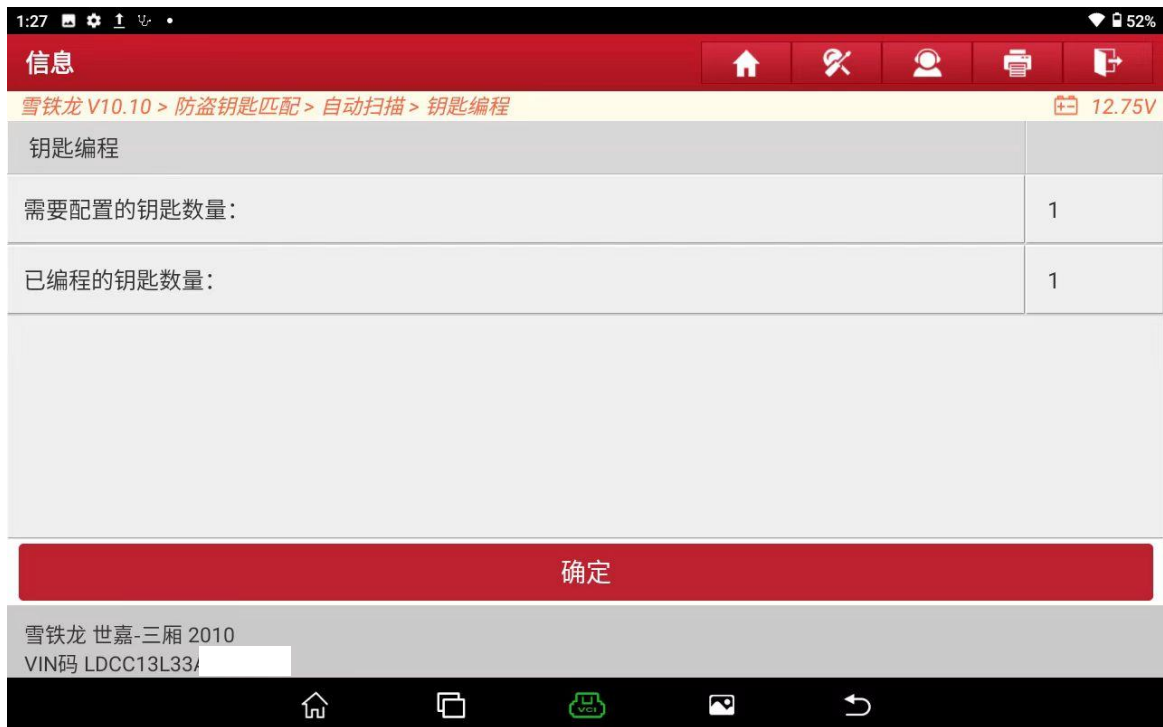 1:27
52%
信息
雪铁龙 V10.10 > 防盗钥匙匹配 > 自动扫描 > 钥匙编程
12.75V
钥匙编程
需要配置的钥匙数量：
1
已编程的钥匙数量：
1
确定
雪铁龙 世嘉-三厢 2010
VIN码 LDCC13L33
VCI